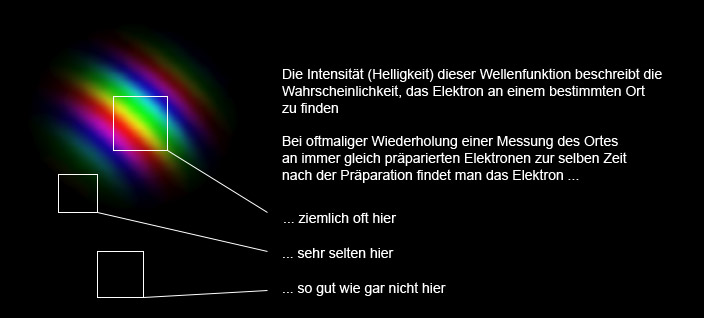 Die Intensität (Helligkeit) dieser Wellenfunktion beschreibt die
Wahrscheinlichkeit, das Elektron an einem bestimmten Ort
zu finden
Bei oftmaliger Wiederholung einer Messung des Ortes
an immer gleich präparierten Elektronen zur selben Zeit
nach der Präparation findet man das Elektron ...
... ziemlich oft hier
... sehr selten hier
... so gut wie gar nicht hier